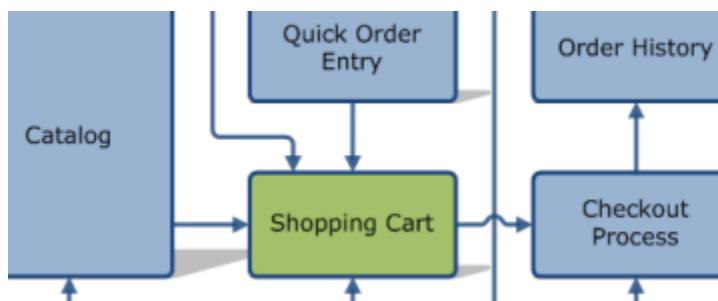 Quick Order
Entry
Order History
Catalog
Shopping Cart
Checkout
Process